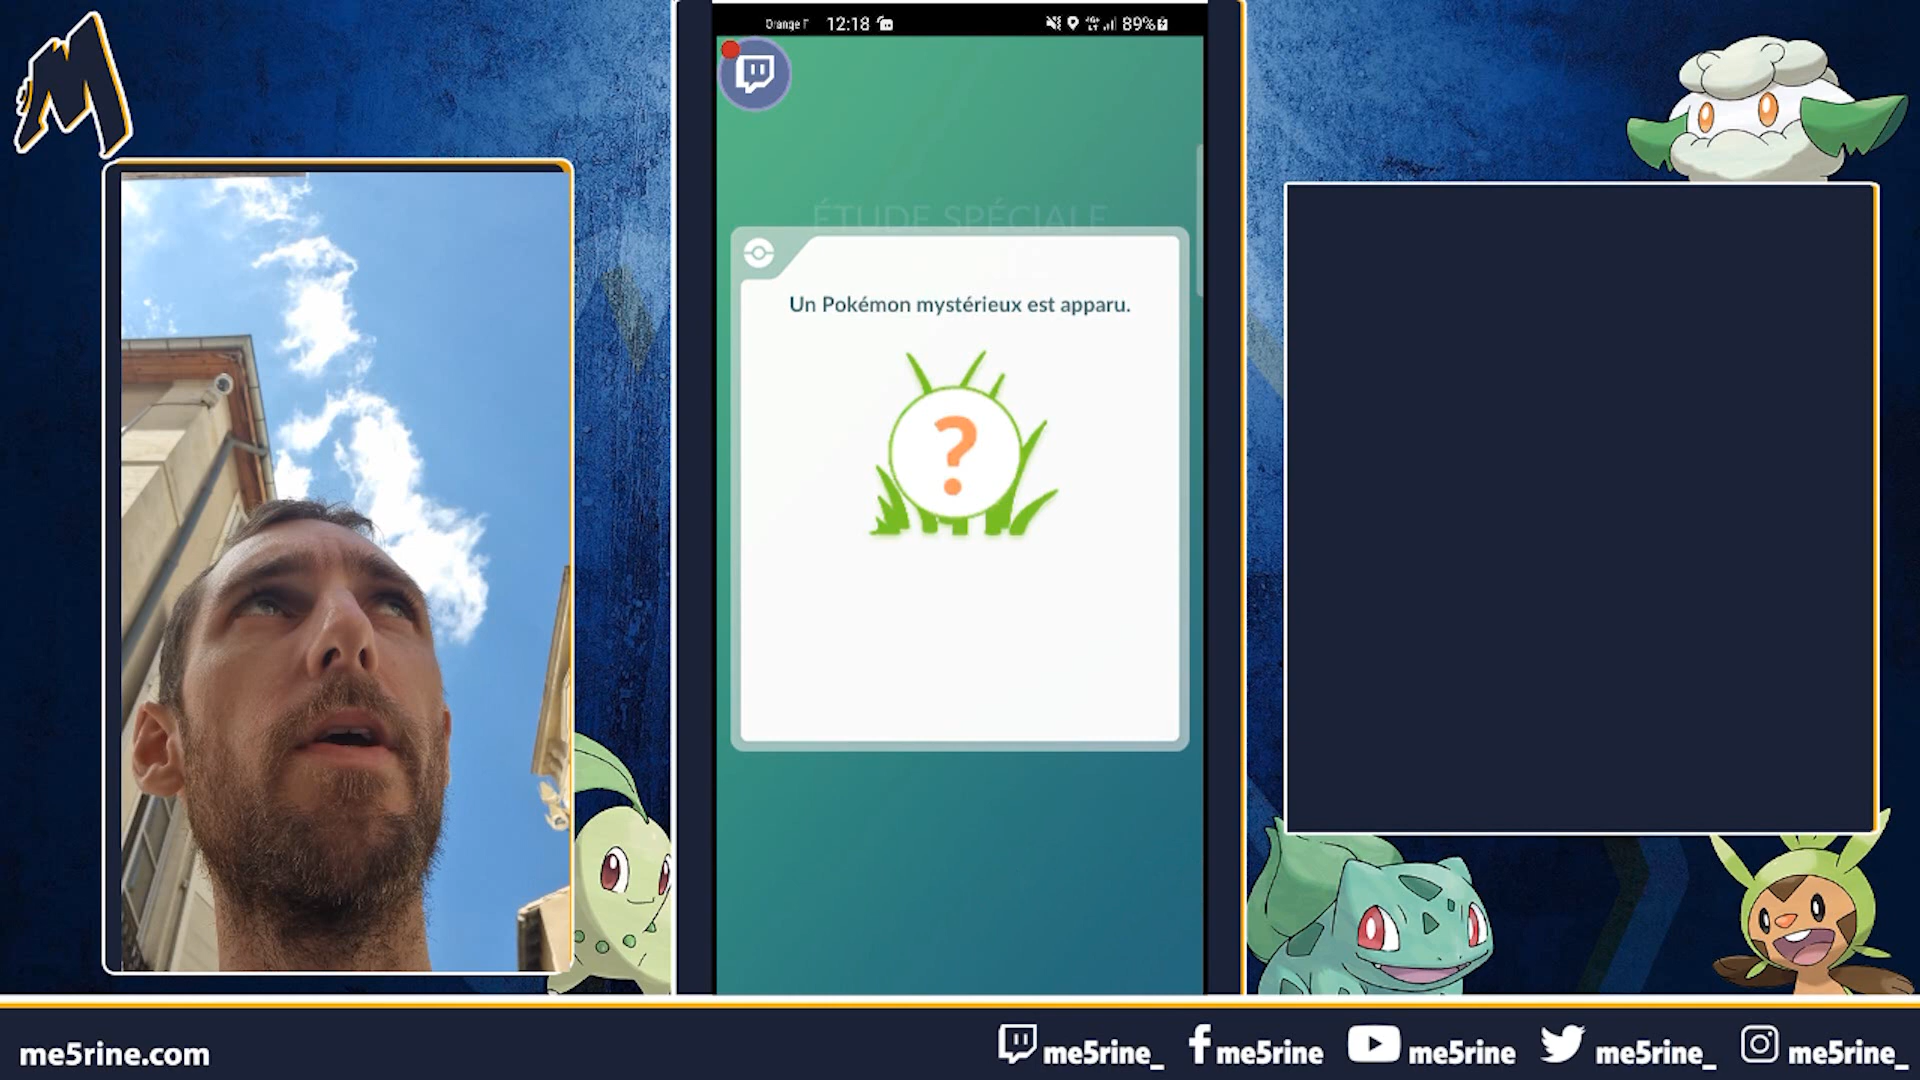 Orange F 12:18 89%
ÉTUDE SPÉCIALE
Un Pokémon mystérieux est apparu.
?
M
me5rine.com
me5rine_
me5rine
me5rine
me5rine_
me5rine_